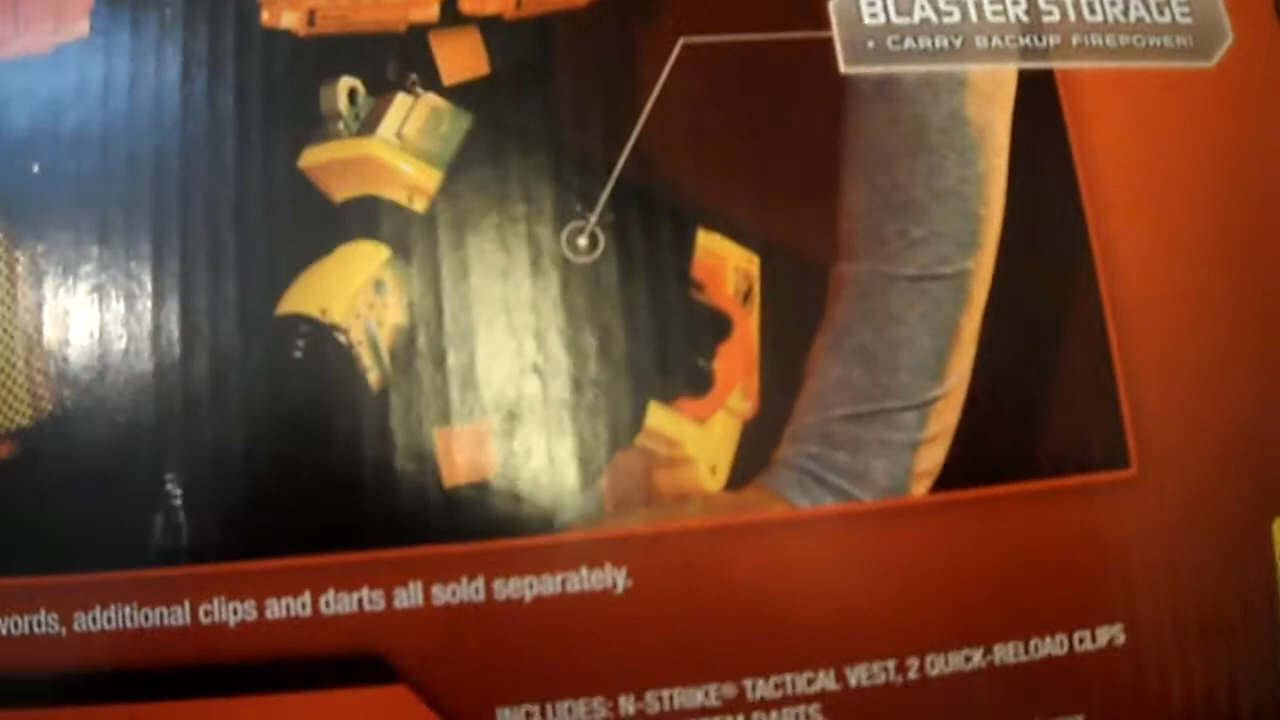 BLASTER STORAGE
• CARRY BACKUP FIREPOWER!
words, additional clips and darts all sold separately.
INCLUDES: N-STRIKE® TACTICAL VEST, 2 QUICK-RELOAD CLIPS
DARTS.